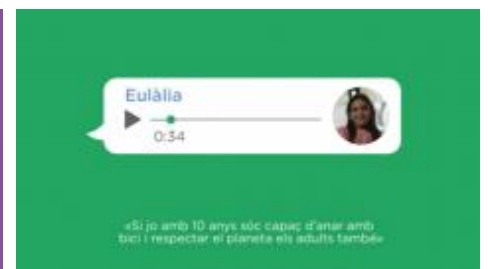 Eulàlia
0:34
«Si jo amb 10 anys sóc capaç d'anar amb
bici i respectar el planeta els adults també»